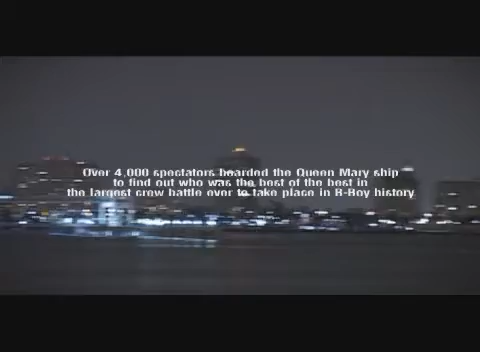 Over 4,000 spectators boarded the Queen Mary ship
to find out who was the best of the best in
the largest crew battle ever to take place in B-Boy history